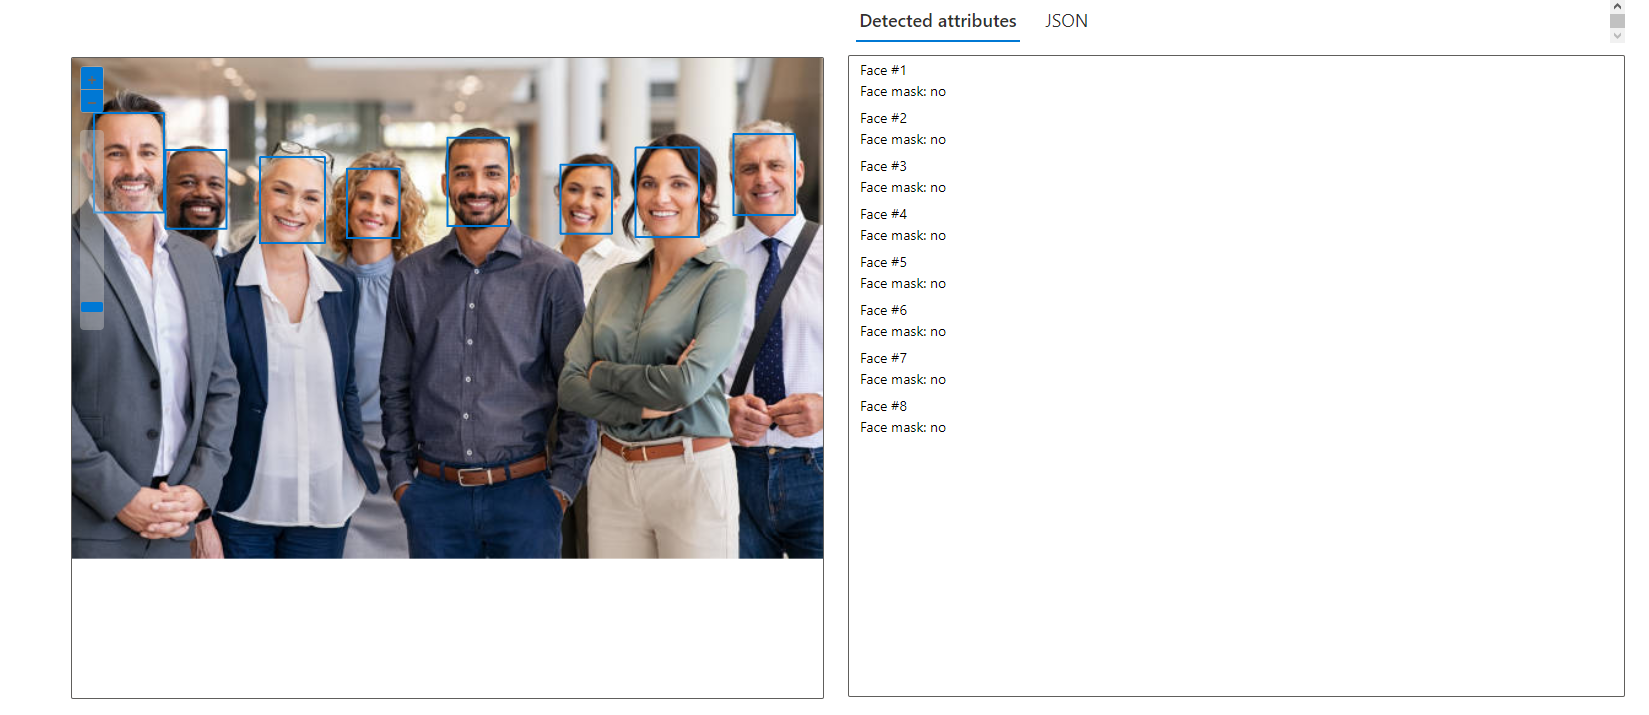 Detected attributes JSON
Face #1
Face mask: no
Face #2
Face mask: no
Face #3
Face mask: no
Face #4
Face mask: no
Face #5
Face mask: no
Face #6
Face mask: no
Face #7
Face mask: no
Face #8
Face mask: no